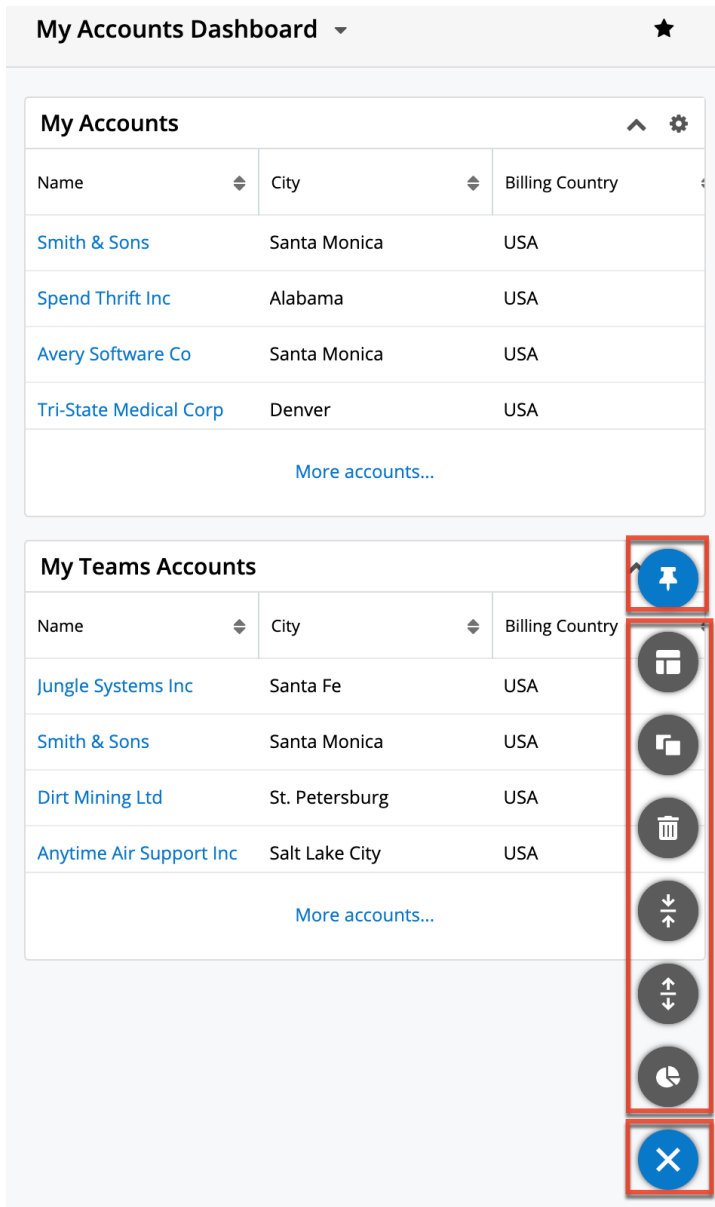 My Accounts Dashboard
My Accounts
Name City Billing Country
Smith & Sons Santa Monica USA
Spend Thrift Inc Alabama USA
Avery Software Co Santa Monica USA
Tri-State Medical Corp Denver USA
More accounts...
My Teams Accounts
Name City Billing Country
Jungle Systems Inc Santa Fe USA
Smith & Sons Santa Monica USA
Dirt Mining Ltd St. Petersburg USA
Anytime Air Support Inc Salt Lake City USA
More accounts...